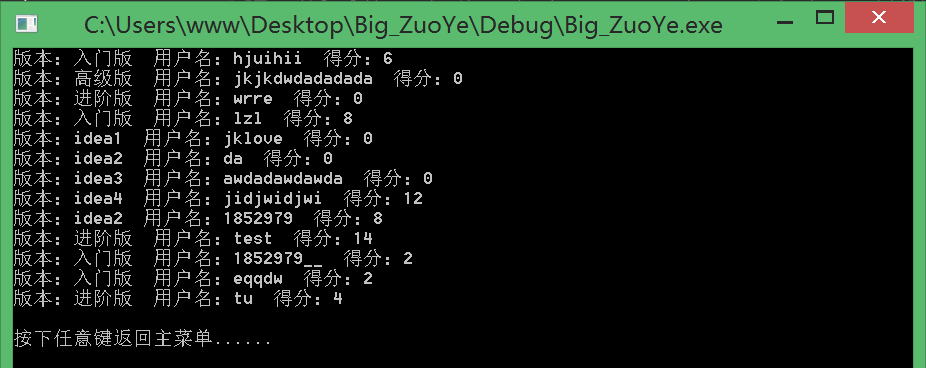 C:\Users\www\Desktop\Big_ZuoYe\Debug\Big_ZuoYe.exe
版本：入门版  用户名：hjuihii  得分：6
版本：高级版  用户名：jkjkdwdadadada  得分：0
版本：进阶版  用户名：wrre  得分：0
版本：入门版  用户名：lzl  得分：8
版本：idea1  用户名：jklove  得分：0
版本：idea2  用户名：da  得分：0
版本：idea3  用户名：awdadawdawda  得分：0
版本：idea4  用户名：jidjwidjwi  得分：12
版本：idea2  用户名：1852979  得分：8
版本：进阶版  用户名：test  得分：14
版本：入门版  用户名：1852979__  得分：2
版本：入门版  用户名：eqqdw  得分：2
版本：进阶版  用户名：tu  得分：4
按下任意键返回主菜单......